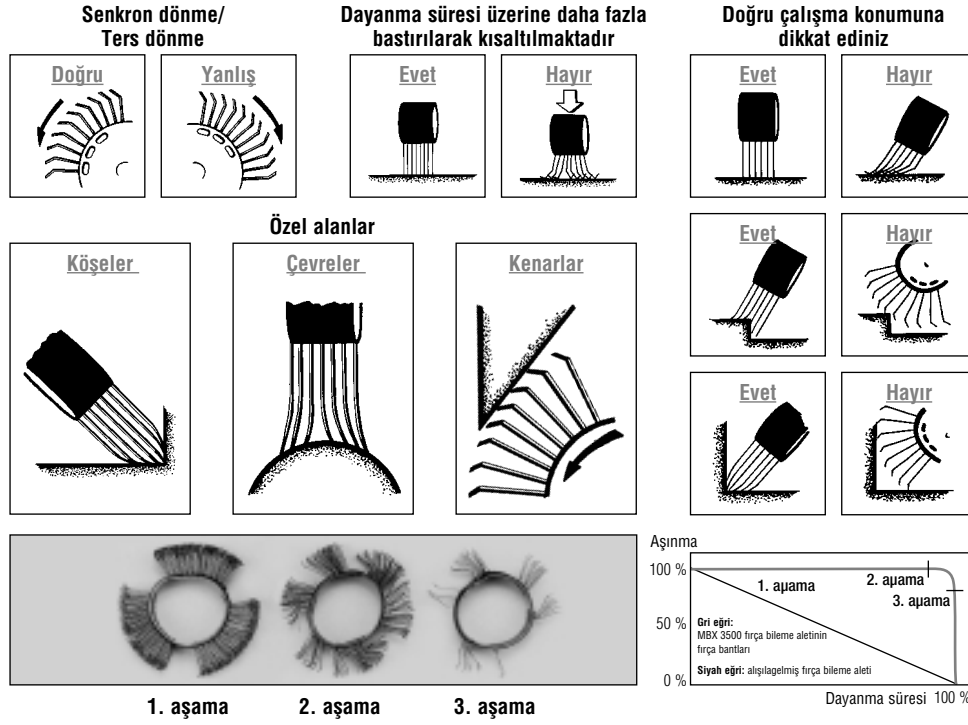 Senkron dönme/
Ters dönme
Doğru
Yanlış
Dayanma süresi üzerine daha fazla
bastırılarak kısaltılmaktadır
Evet
Hayır
Doğru çalışma konumuna
dikkat ediniz
Evet
Hayır
Evet
Hayır
Evet
Hayır
Özel alanlar
Köşeler
Çevreler
Kenarlar
1. aşama
2. aşama
3. aşama
Aşınma
100 %
50 %
0 %
1. aµama
2. aµama
3. aµama
Gri eğri:
MBX 3500 fırça bileme aletinin
fırça bantları
Siyah eğri: alışılagelmiş fırça bileme aleti
Dayanma süresi 100 %